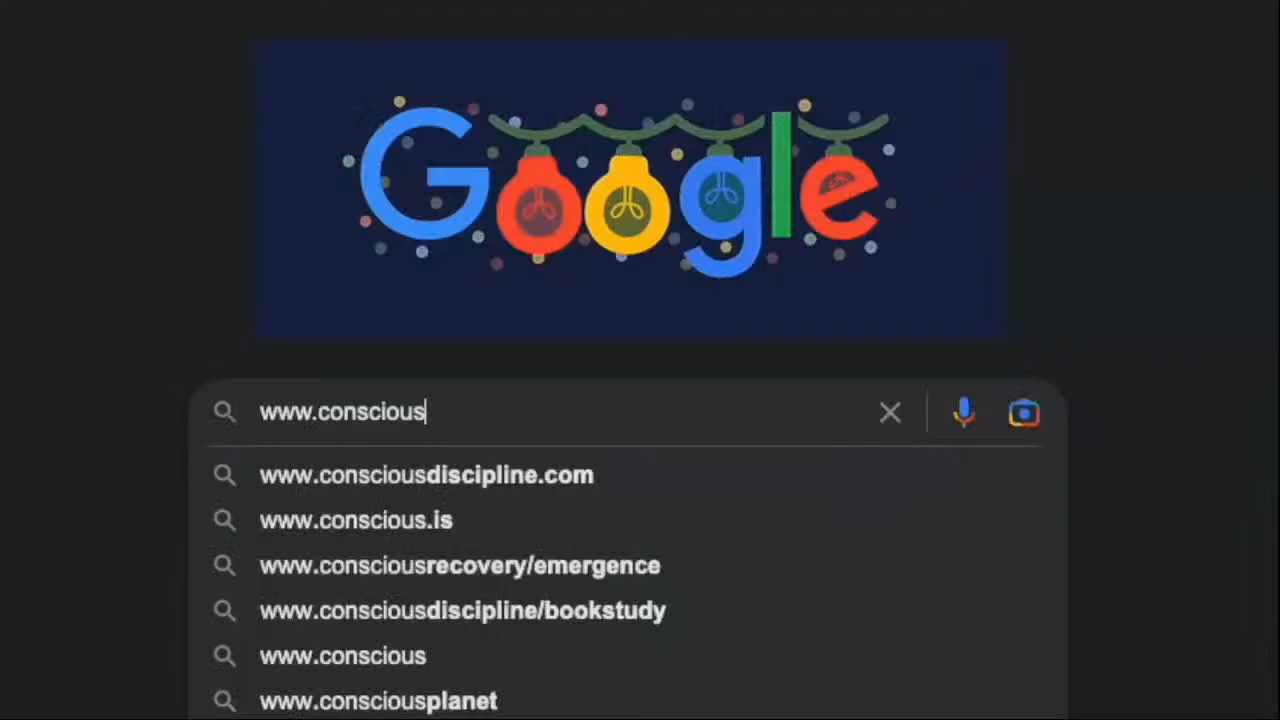 Google
www.conscious
www.consciousdiscipline.com
www.conscious.is
www.consciousrecovery/emergence
www.consciousdiscipline/bookstudy
www.conscious
www.consciousplanet